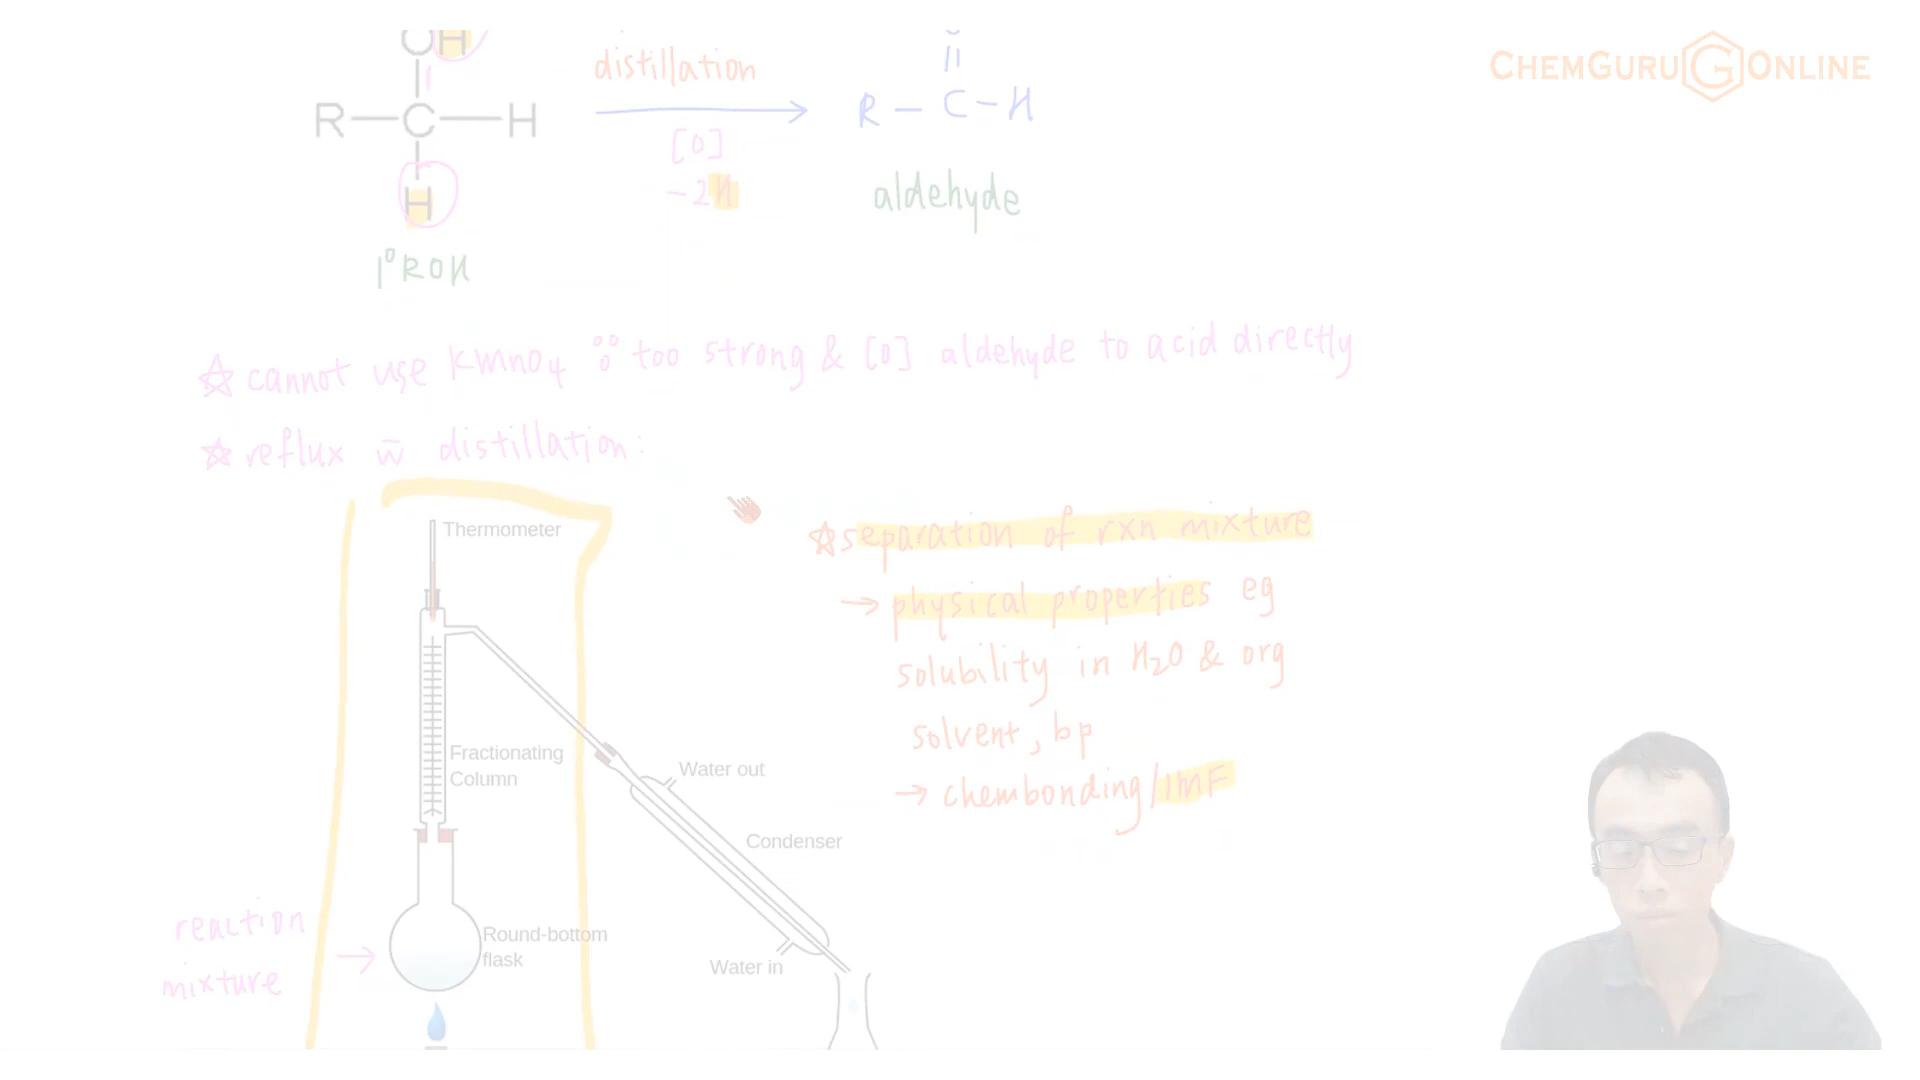 CHEMGURU G ONLINE
OH
distillation
R — C — H
R — C — H
[O]
-2H
H
aldehyde
1° ROH
☆ cannot use KMnO4 ∵ too strong & [O] aldehyde to acid directly
☆ reflux w̄ distillation:
Thermometer
☆ separation of rxn mixture
→ physical properties eg
solubility in H2O & org
solvent, bp
→ chembonding/IMF
Fractionating
Column
Water out
Condenser
reaction
mixture
→
Round-bottom
flask
Water in